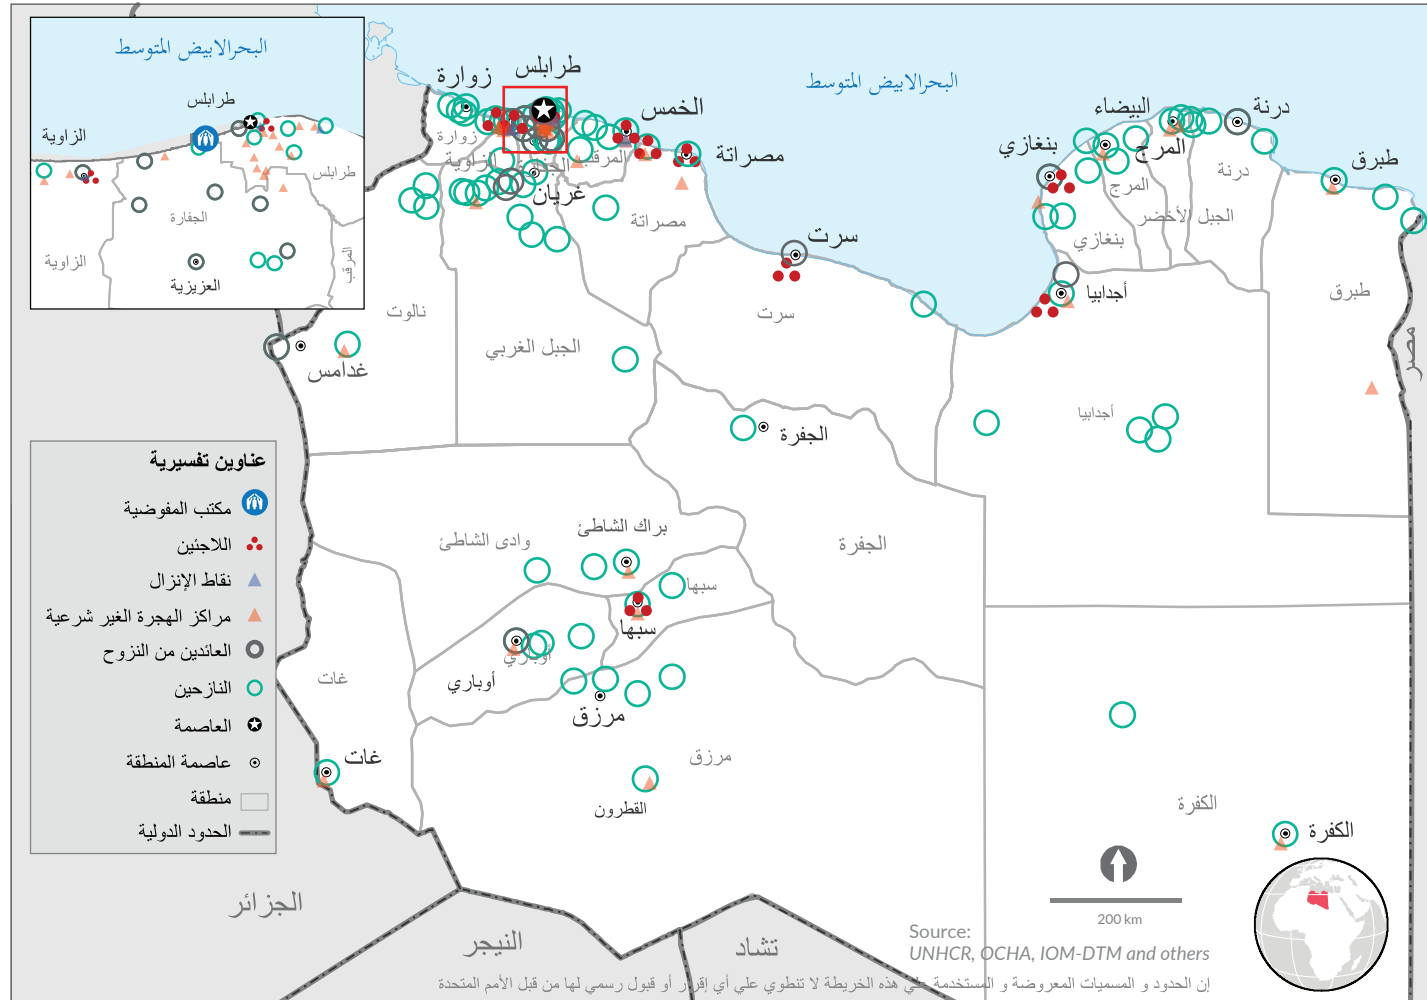 البحرالابيض المتوسط
طرابلس
الزاوية
طرابلس
الجفارة
الزاوية
المرقب
العزيزية
البحرالابيض المتوسط
طرابلس
زوارة
الخمس
مصراتة
زوارة
الزاوية
المرقب
غريان
مصراتة
سرت
سرت
البيضاء
درنة
المرج
بنغازي
طبرق
درنة
المرج
الجبل الأخضر
بنغازي
أجدابيا
طبرق
مصر
نالوت
الجبل الغربي
غدامس
أجدابيا
الجفرة
الجفرة
براك الشاطئ
وادى الشاطئ
سبها
سبها
أوباري
أوباري
غات
مرزق
غات
مرزق
القطرون
الكفرة
الكفرة
الجزائر
النيجر
تشاد
عناوين تفسيرية
مكتب المفوضية
اللاجئين
نقاط الإنزال
مراكز الهجرة الغير شرعية
العائدين من النزوح
النازحين
العاصمة
عاصمة المنطقة
منطقة
الحدود الدولية
200 km
Source:
UNHCR, OCHA, IOM-DTM and others
إن الحدود و المسميات المعروضة و المستخدمة علي هذه الخريطة لا تنطوي علي أي إقرار أو قبول رسمي لها من قبل الأمم المتحدة